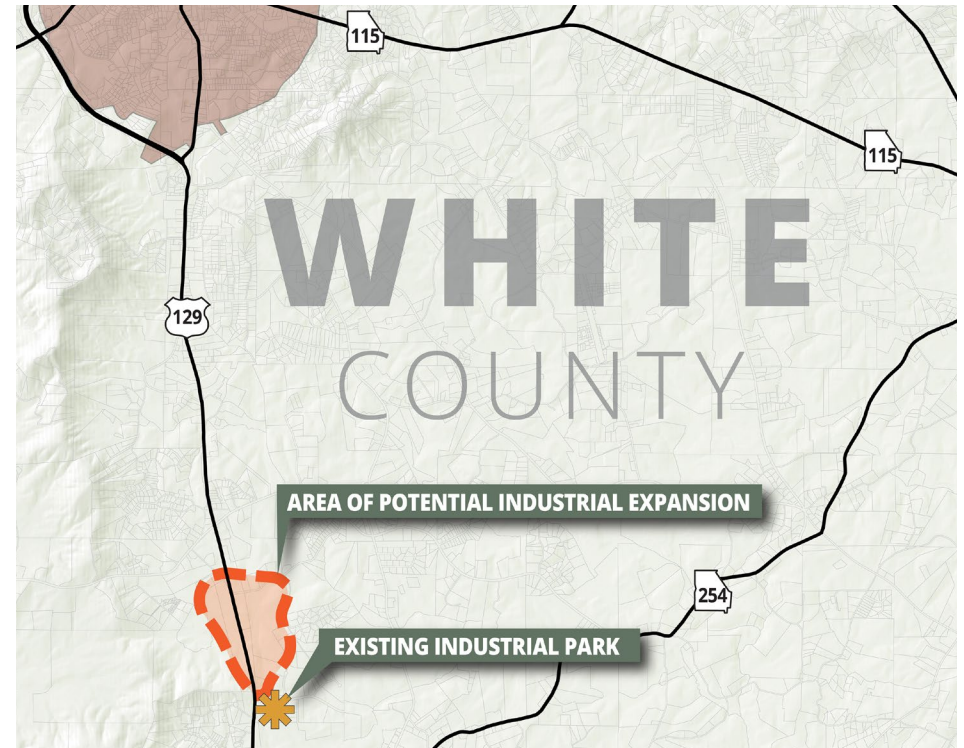 115
115
WHITE
COUNTY
129
AREA OF POTENTIAL INDUSTRIAL EXPANSION
254
EXISTING INDUSTRIAL PARK